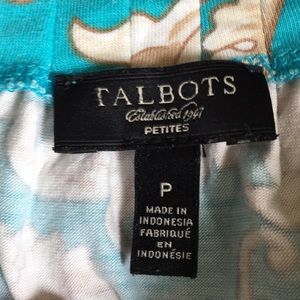 TALBOTS
Established 1947
PETITES
P
MADE IN
INDONESIA
FABRIQUÉ
EN
INDONÉSIE